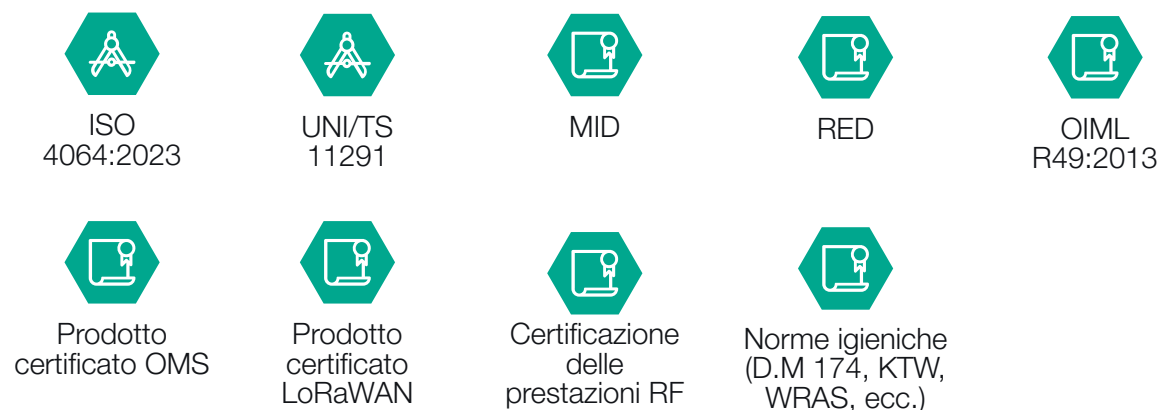 ISO
4064:2023
UNI/TS
11291
MID
RED
OIML
R49:2013
Prodotto
certificato OMS
Prodotto
certificato
LoRaWAN
Certificazione
delle
prestazioni RF
Norme igieniche
(D.M 174, KTW,
WRAS, ecc.)